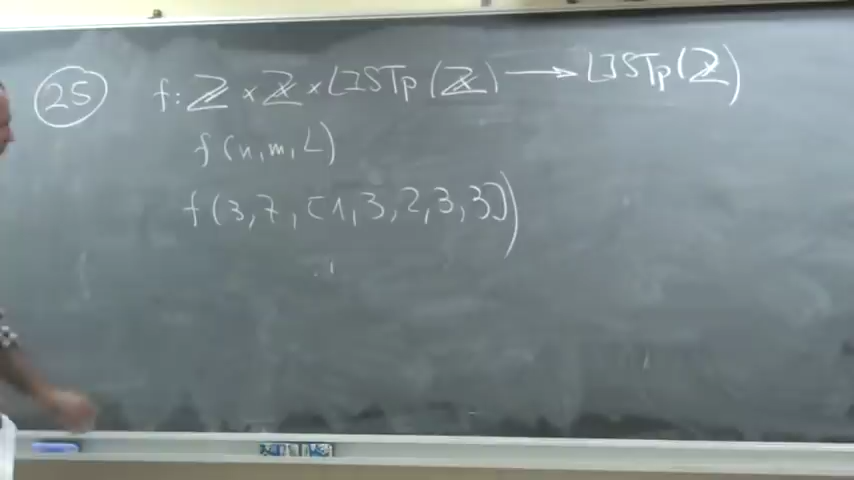 25 f: ℤ × ℤ × LISTp (ℤ) → LISTp (ℤ)
f (n, m, L)
f (3, 7, [1, 3, 2, 3, 3])